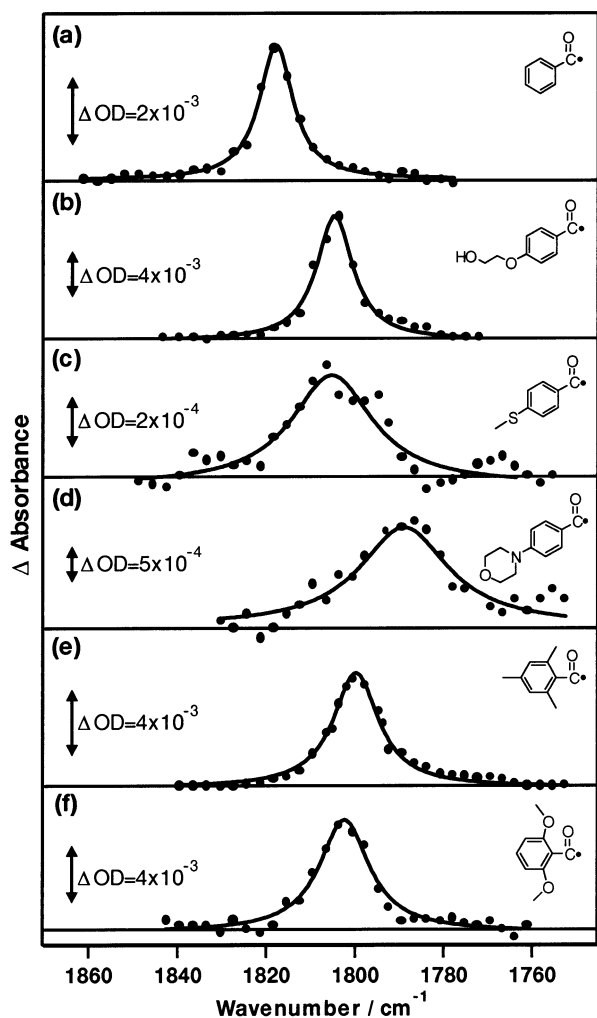 (a)
O
C•
ΔOD=2x10⁻³
(b)
O
C•
HO
O
ΔOD=4x10⁻³
(c)
O
C•
S
ΔOD=2x10⁻⁴
(d)
O
C•
N
O
ΔOD=5x10⁻⁴
(e)
O
C•
ΔOD=4x10⁻³
(f)
O
O
C•
O
ΔOD=4x10⁻³
Δ Absorbance
1860 1840 1820 1800 1780 1760
Wavenumber / cm⁻¹